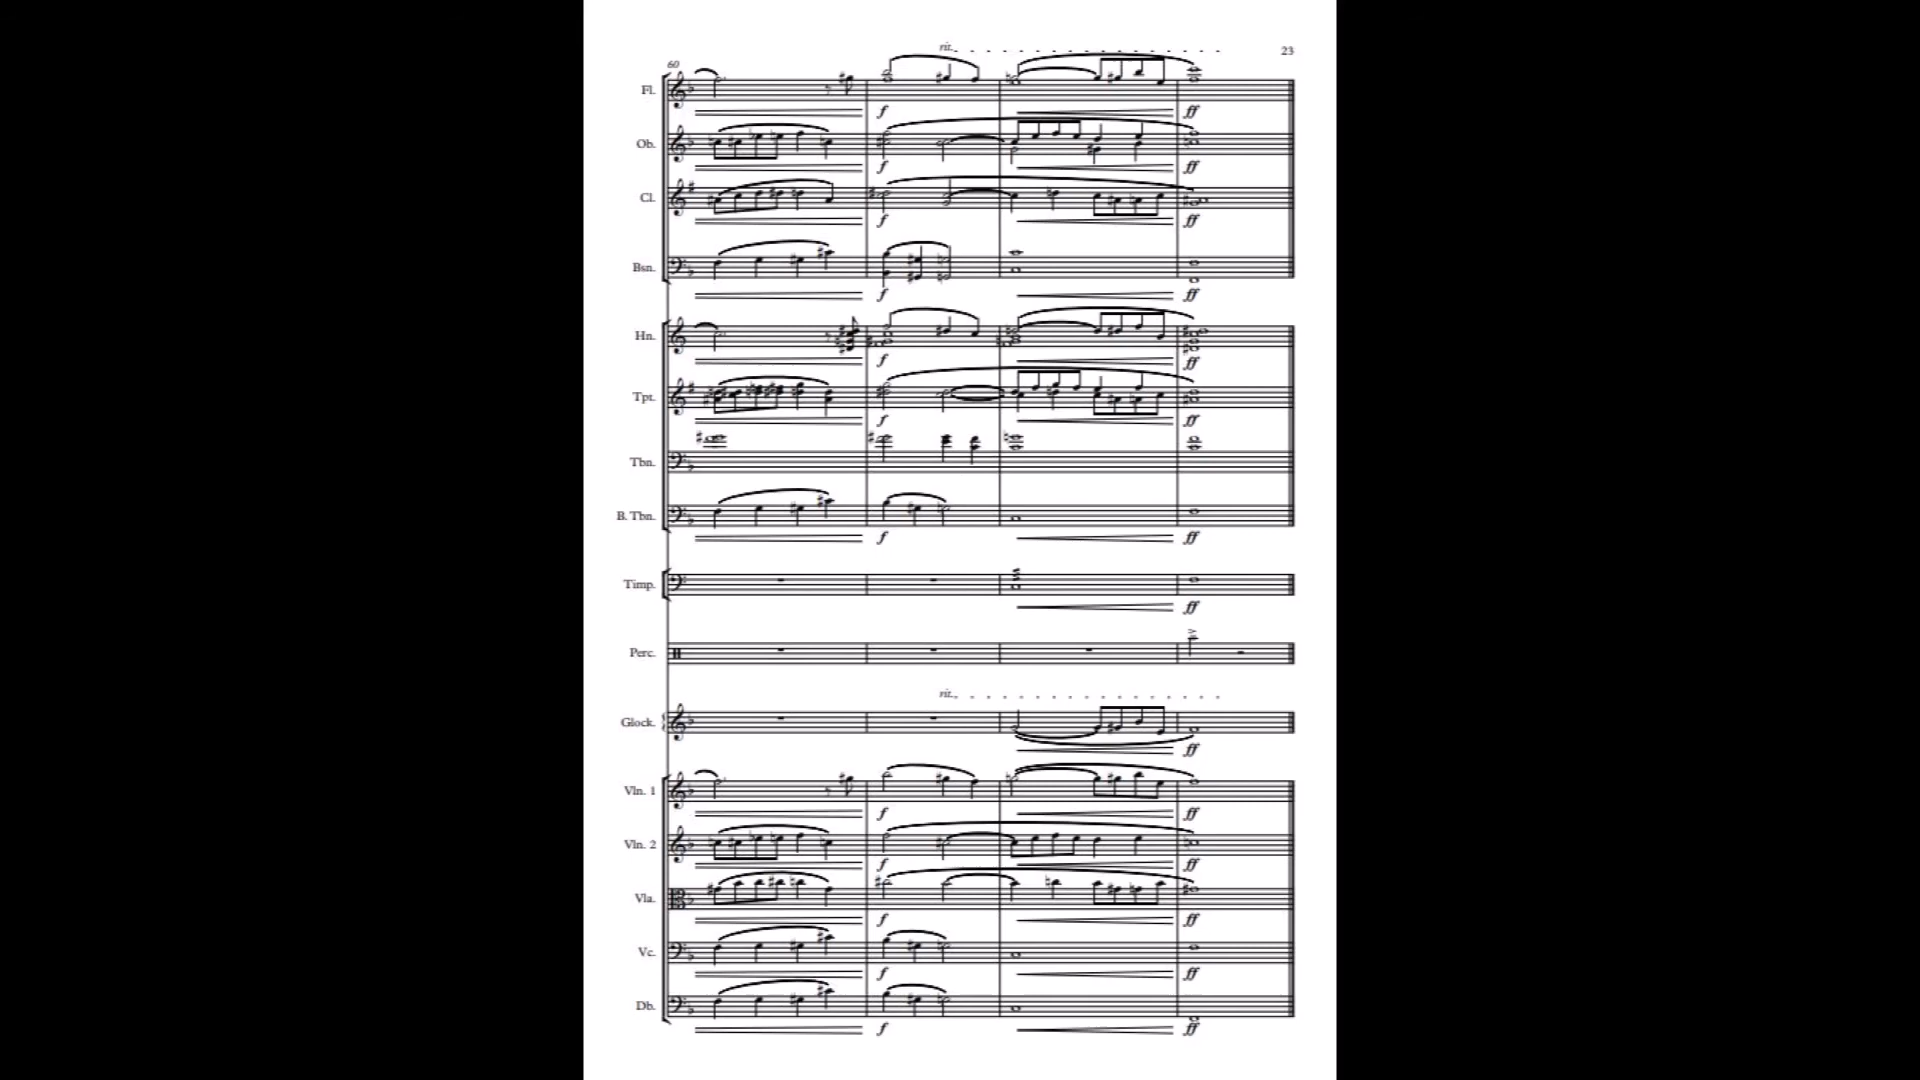 rit.
23
60
Fl.
f
ff
Ob.
f
ff
Cl.
f
ff
Bsn.
f
ff
Hn.
f
ff
Tpt.
f
ff
Tbn.
B. Tbn.
f
ff
Timp.
ff
Perc.
rit.
Glock.
ff
Vln. 1
f
ff
Vln. 2
f
ff
Vla.
f
ff
Vc.
f
ff
Db.
f
ff